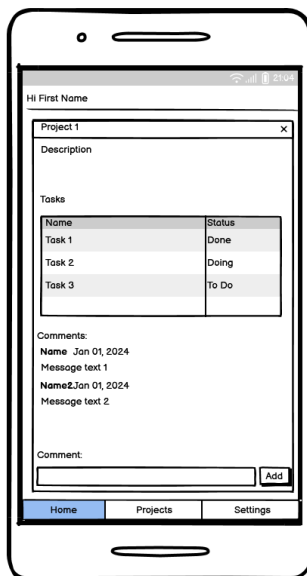 21:04
Hi First Name
Project 1 x
Description
Tasks
Name Status
Task 1 Done
Task 2 Doing
Task 3 To Do
Comments:
Name Jan 01, 2024
Message text 1
Name2 Jan 01, 2024
Message text 2
Comment:
Add
Home Projects Settings